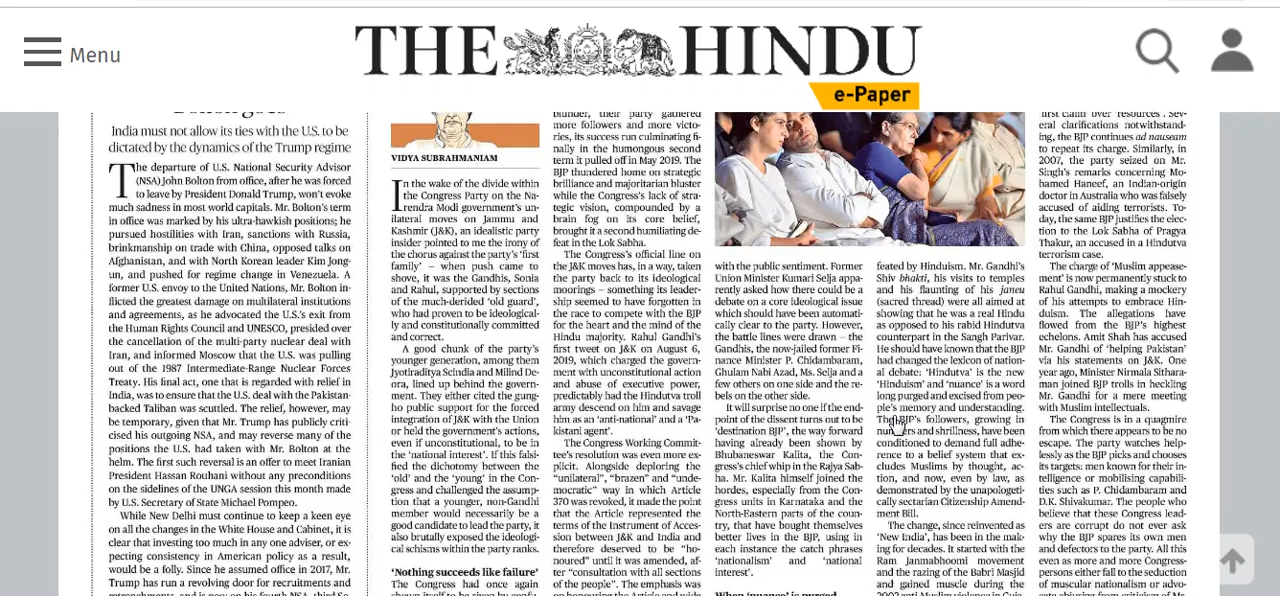 Menu
THE HINDU
e-Paper
India must not allow its ties with the U.S. to be
dictated by the dynamics of the Trump regime
The departure of U.S. National Security Advisor
(NSA) John Bolton from office, after he was forced
to leave by President Donald Trump, won't evoke
much sadness in most world capitals. Mr. Bolton's term
in office was marked by his ultra-hawkish positions; he
pursued hostilities with Iran, sanctions with Russia,
brinkmanship on trade with China, opposed talks on
Afghanistan, and with North Korean leader Kim Jong-
un, and pushed for regime change in Venezuela. A
former U.S. envoy to the United Nations, Mr. Bolton in-
flicted the greatest damage on multilateral institutions
and agreements, as he advocated the U.S.'s exit from
the Human Rights Council and UNESCO, presided over
the cancellation of the multi-party nuclear deal with
Iran, and informed Moscow that the U.S. was pulling
out of the 1987 Intermediate-Range Nuclear Forces
Treaty. His final act, one that is regarded with relief in
India, was to ensure that the U.S. deal with the Pakistan-
backed Taliban was scuttled. The relief, however, may
be temporary, given that Mr. Trump has publicly criti-
cised his outgoing NSA, and may reverse many of the
positions the U.S. had taken with Mr. Bolton at the
helm. The first such reversal is an offer to meet Iranian
President Hassan Rouhani without any preconditions
on the sidelines of the UNGA session this month made
by U.S. Secretary of State Michael Pompeo.
While New Delhi must continue to keep a keen eye
on all the changes in the White House and Cabinet, it is
clear that investing too much in any one adviser, or ex-
pecting consistency in American policy as a result,
would be a folly. Since he assumed office in 2017, Mr.
Trump has run a revolving door for recruitments and
VIDYA SUBRAHMANIAM
In the wake of the divide within
the Congress Party on the Na-
rendra Modi government's un-
ilateral moves on Jammu and
Kashmir (J&K), an idealistic party
insider pointed to me the irony of
the chorus against the party's 'first
family' – when push came to
shove, it was the Gandhis, Sonia
and Rahul, supported by sections
of the much-derided 'old guard',
who had proven to be ideological-
ly and constitutionally committed
and correct.
A good chunk of the party's
younger generation, among them
Jyotiraditya Scindia and Milind De-
ora, lined up behind the govern-
ment. They either cited the gung-
ho public support for the forced
integration of J&K with the Union
or held the government's actions,
even if unconstitutional, to be in
the 'national interest'. If this falsi-
fied the dichotomy between the
'old' and the 'young' in the Con-
gress and challenged the assump-
tion that a younger, non-Gandhi
member would necessarily be a
good candidate to lead the party, it
also brutally exposed the ideologi-
cal schisms within the party ranks.
'Nothing succeeds like failure'
The Congress had once again
blunder, their party gathered
more followers and more victo-
ries, its success run culminating fi-
nally in the humongous second
term it pulled off in May 2019. The
BJP thundered home on strategic
brilliance and majoritarian bluster
while the Congress's lack of stra-
tegic vision, compounded by a
brain fog on its core belief,
brought it a second humiliating de-
feat in the Lok Sabha.
The Congress's official line on
the J&K moves has, in a way, taken
the party back to its ideological
moorings – something its leader-
ship seemed to have forgotten in
the race to compete with the BJP
for the heart and the mind of the
Hindu majority. Rahul Gandhi's
first tweet on J&K on August 6,
2019, which charged the govern-
ment with unconstitutional action
and abuse of executive power,
predictably had the Hindutva troll
army descend on him and savage
him as an 'anti-national' and a 'Pa-
kistani agent'.
The Congress Working Commit-
tee's resolution was even more ex-
plicit. Alongside deploring the
"unilateral", "brazen" and "unde-
mocratic" way in which Article
370 was revoked, it made the point
that the Article represented the
terms of the Instrument of Acces-
sion between J&K and India and
therefore deserved to be "ho-
noured" until it was amended, af-
ter "consultation with all sections
of the people". The emphasis was
on honouring the Article and wide
with the public sentiment. Former
Union Minister Kumari Selja appa-
rently asked how there could be a
debate on a core ideological issue
which should have been automati-
cally clear to the party. However,
the battle lines were drawn – the
Gandhis, the now-jailed former Fi-
nance Minister P. Chidambaram,
Ghulam Nabi Azad, Ms. Selja and a
few others on one side and the re-
bels on the other side.
It will surprise no one if the end-
point of the dissent turns out to be
'destination BJP', the way forward
having already been shown by
Bhubaneswar Kalita, the Con-
gress's chief whip in the Rajya Sab-
ha. Mr. Kalita himself joined the
hordes, especially from the Con-
gress units in Karnataka and the
North-Eastern parts of the coun-
try, that have bought themselves
better lives in the BJP, using in
each instance the catch phrases
'nationalism' and 'national
interest'.
When 'nuance' is purged
feated by Hinduism. Mr. Gandhi's
Shiv bhakti, his visits to temples
and his flaunting of his janeu
(sacred thread) were all aimed at
showing that he was a real Hindu
as opposed to his rabid Hindutva
counterpart in the Sangh Parivar.
He should have known that the BJP
had changed the lexicon of nation-
al debate: 'Hindutva' is the new
'Hinduism' and 'nuance' is a word
long purged and excised from peo-
ple's memory and understanding.
The BJP's followers, growing in
numbers and shrillness, have been
conditioned to demand full adhe-
rence to a belief system that ex-
cludes Muslims by thought, ac-
tion, and now, even by law, as
demonstrated by the unapologeti-
cally sectarian Citizenship Amend-
ment Bill.
The change, since reinvented as
'New India', has been in the mak-
ing for decades. It started with the
Ram Janmabhoomi movement
and the razing of the Babri Masjid
and gained muscle during the
'first claim' over 'resources'. Sev-
eral clarifications notwithstand-
ing, the BJP continues ad nauseam
to repeat its charge. Similarly, in
2007, the party seized on Mr.
Singh's remarks concerning Mo-
hamed Haneef, an Indian-origin
doctor in Australia who was falsely
accused of aiding terrorists. To-
day, the same BJP justifies the elec-
tion to the Lok Sabha of Pragya
Thakur, an accused in a Hindutva
terrorism case.
The charge of 'Muslim appease-
ment' is now permanently stuck to
Rahul Gandhi, making a mockery
of his attempts to embrace Hin-
duism. The allegations have
flowed from the BJP's highest
echelons. Amit Shah has accused
Mr. Gandhi of 'helping Pakistan'
via his statements on J&K. One
year ago, Minister Nirmala Sithara-
man joined BJP trolls in heckling
Mr. Gandhi for a mere meeting
with Muslim intellectuals.
The Congress is in a quagmire
from which there appears to be no
escape. The party watches help-
lessly as the BJP picks and chooses
its targets: men known for their in-
telligence or mobilising capabili-
ties such as P. Chidambaram and
D.K. Shivakumar. The people who
believe that these Congress lead-
ers are corrupt do not ever ask
why the BJP spares its own men
and defectors to the party. All this
even as more and more Congress-
persons either fall to the seduction
of muscular nationalism or advo-